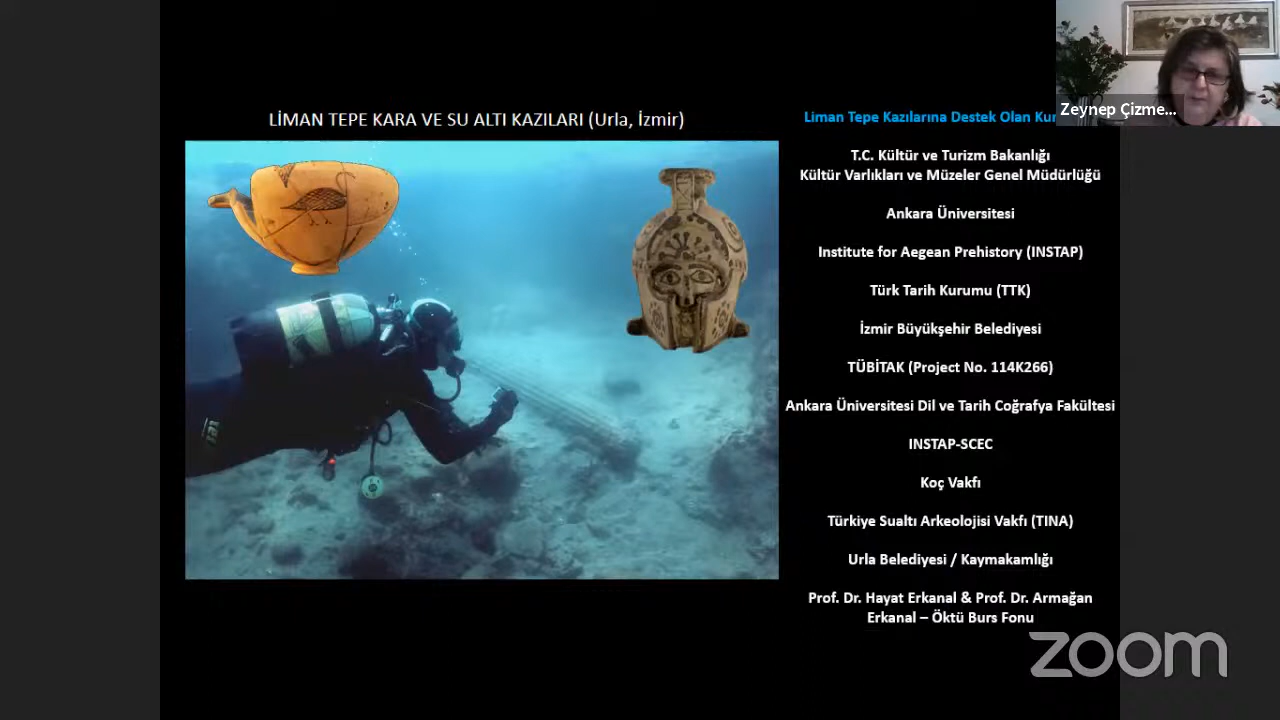 LİMAN TEPE KARA VE SU ALTI KAZILARI (Urla, İzmir)
Liman Tepe Kazılarına Destek Olan
Zeynep Çizme...
T.C. Kültür ve Turizm Bakanlığı
Kültür Varlıkları ve Müzeler Genel Müdürlüğü
Ankara Üniversitesi
Institute for Aegean Prehistory (INSTAP)
Türk Tarih Kurumu (TTK)
İzmir Büyükşehir Belediyesi
TÜBİTAK (Project No. 114K266)
Ankara Üniversitesi Dil ve Tarih Coğrafya Fakültesi
INSTAP-SCEC
Koç Vakfı
Türkiye Sualtı Arkeolojisi Vakfı (TINA)
Urla Belediyesi / Kaymakamlığı
Prof. Dr. Hayat Erkanal & Prof. Dr. Armağan
Erkanal – Öktü Burs Fonu
zoom